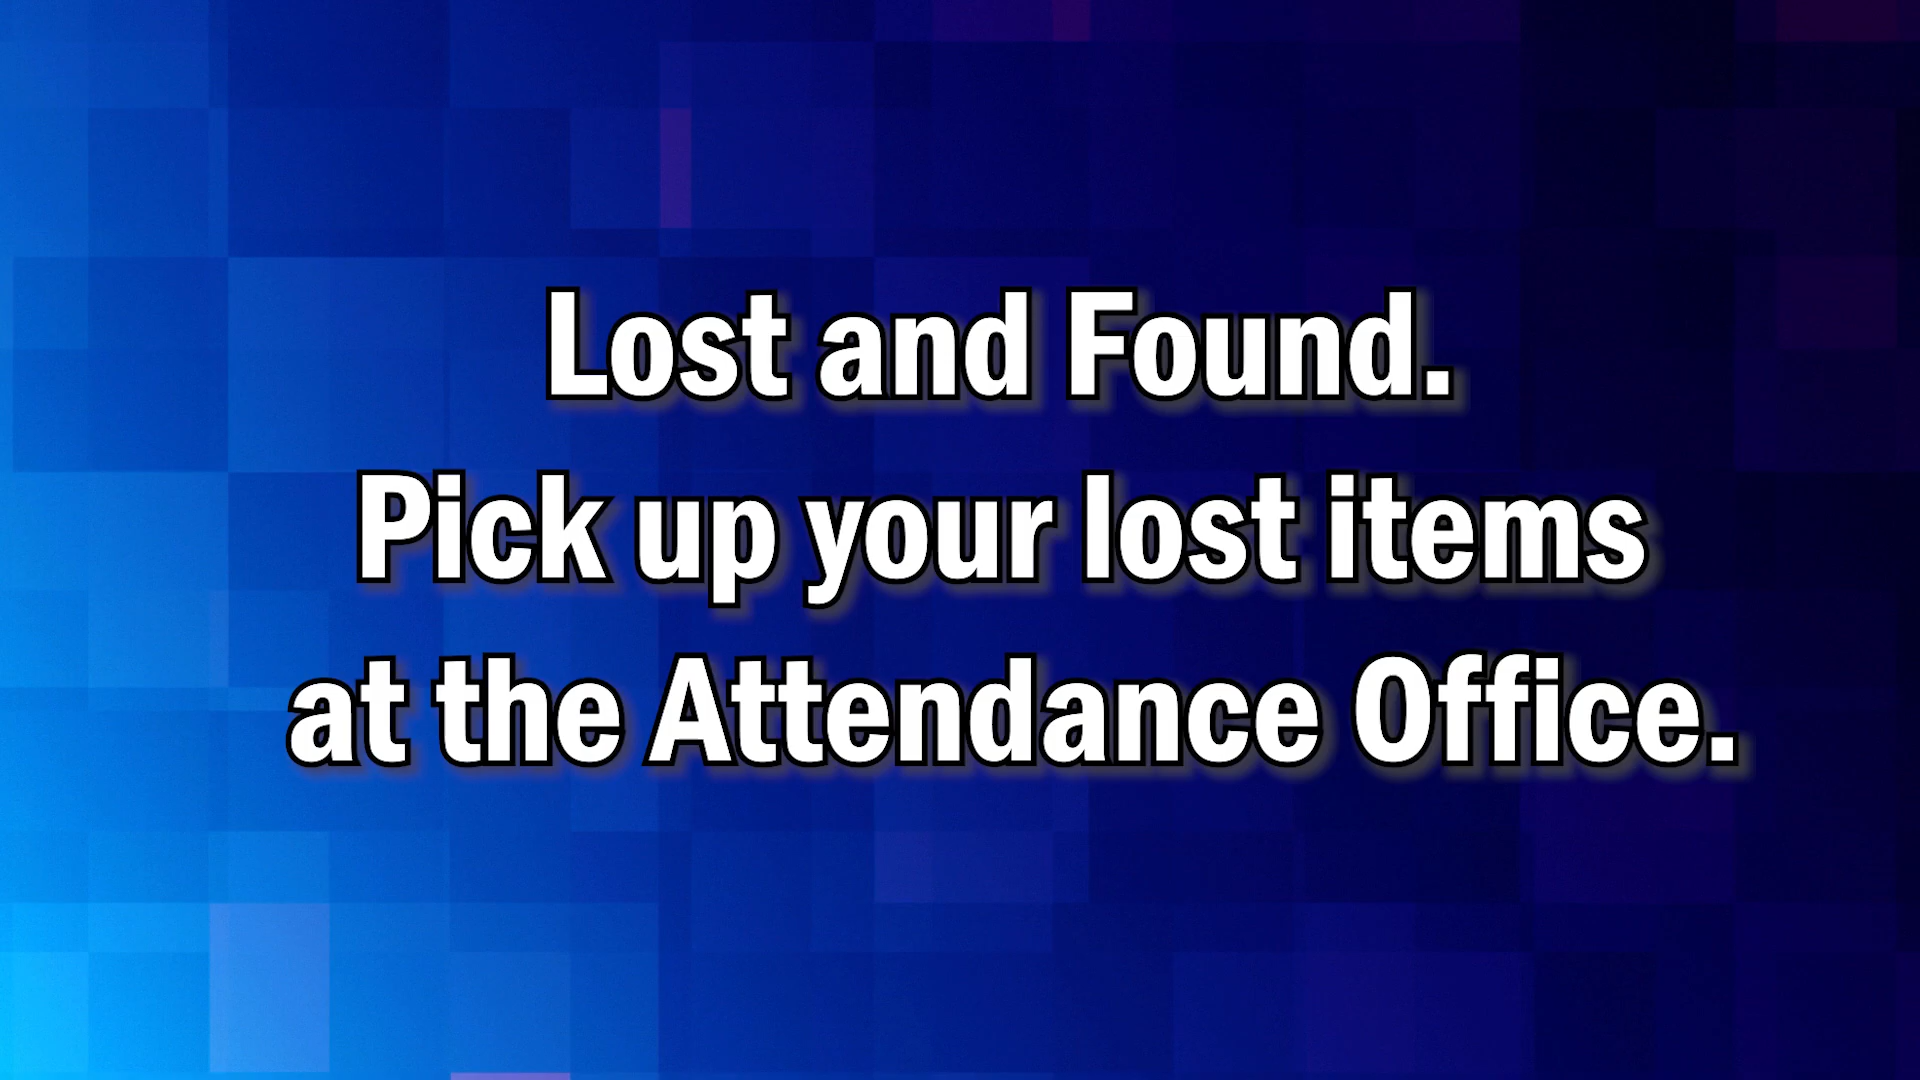 Lost and Found.
Pick up your lost items
at the Attendance Office.